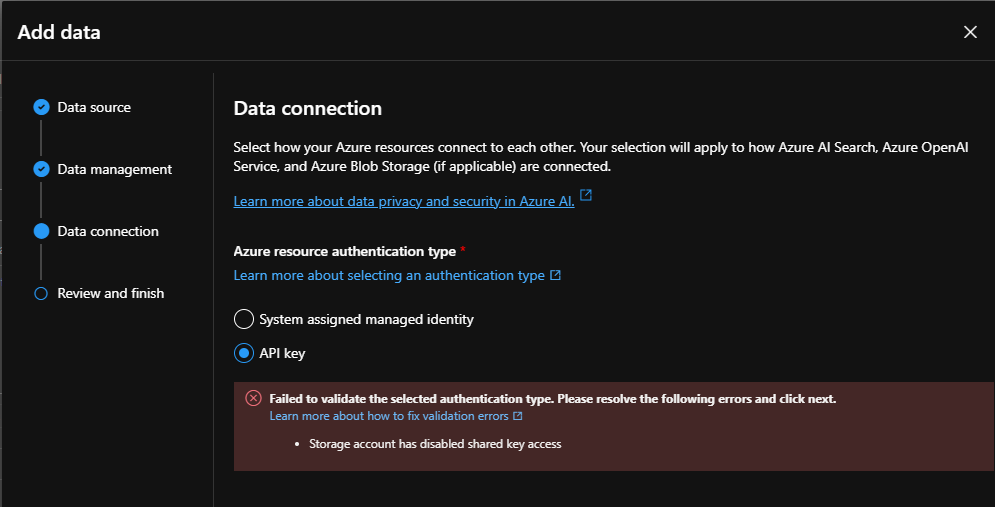 Add data
Data source
Data management
Data connection
Review and finish
Data connection
Select how your Azure resources connect to each other. Your selection will apply to how Azure AI Search, Azure OpenAI
Service, and Azure Blob Storage (if applicable) are connected.
Learn more about data privacy and security in Azure AI.
Azure resource authentication type *
Learn more about selecting an authentication type
System assigned managed identity
API key
Failed to validate the selected authentication type. Please resolve the following errors and click next.
Learn more about how to fix validation errors
• Storage account has disabled shared key access